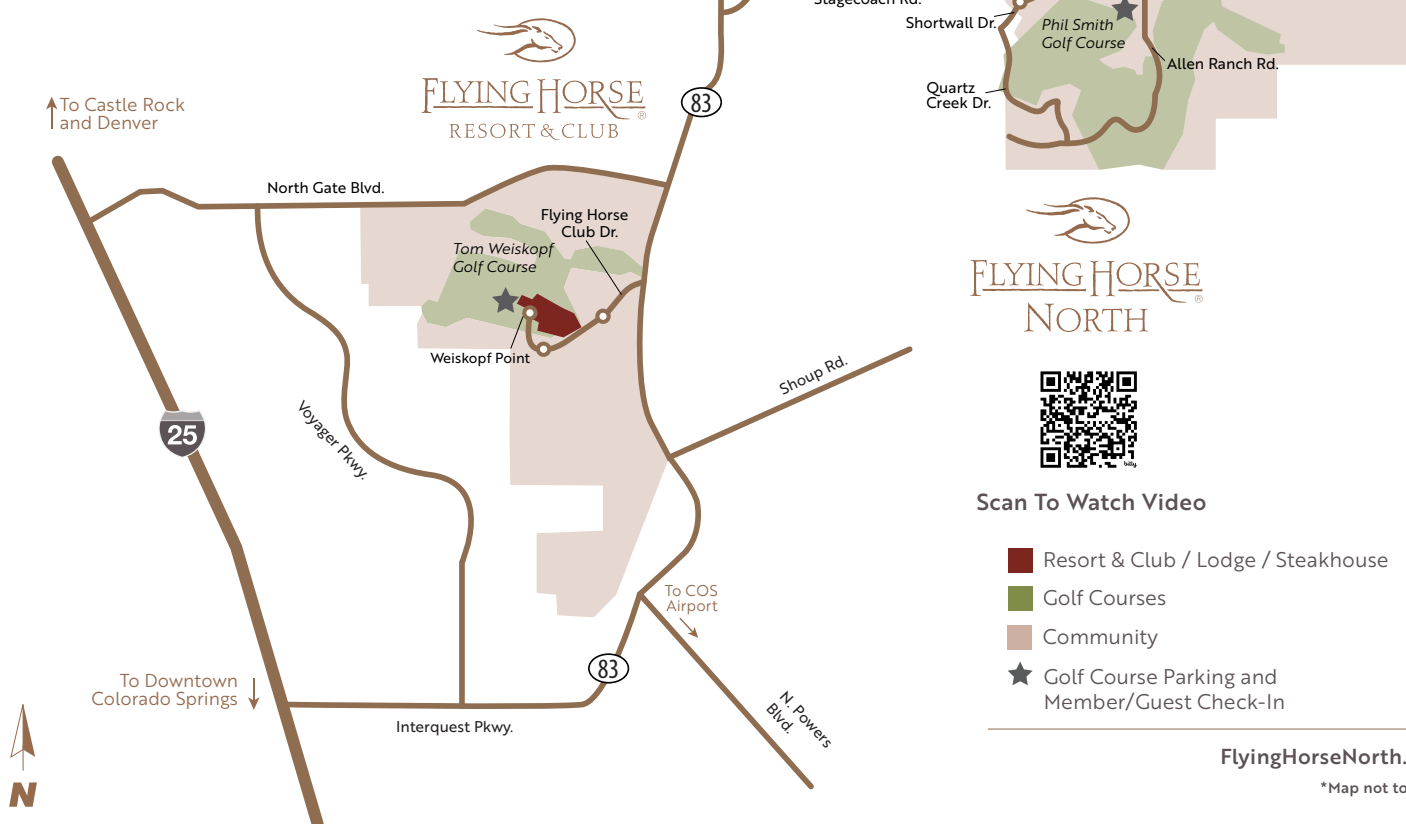 Stagecoach Rd.
Shortwall Dr.
Phil Smith
Golf Course
Allen Ranch Rd.
Quartz
Creek Dr.
FLYING HORSE
®
RESORT & CLUB
83
To Castle Rock
and Denver
North Gate Blvd.
Flying Horse
Club Dr.
Tom Weiskopf
Golf Course
Weiskopf Point
FLYING HORSE
®
NORTH
Shoup Rd.
Voyager Pkwy.
25
bitly
Scan To Watch Video
Resort & Club / Lodge / Steakhouse
Golf Courses
Community
Golf Course Parking and
Member/Guest Check-In
To COS
Airport
83
To Downtown
Colorado Springs
Interquest Pkwy.
N. Powers
Blvd.
N
FlyingHorseNorth.
*Map not to